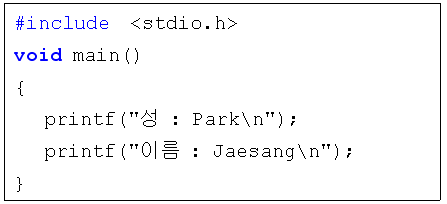 #include  <stdio.h>
void main()
{
printf("성 : Park\n");
printf("이름 : Jaesang\n");
}